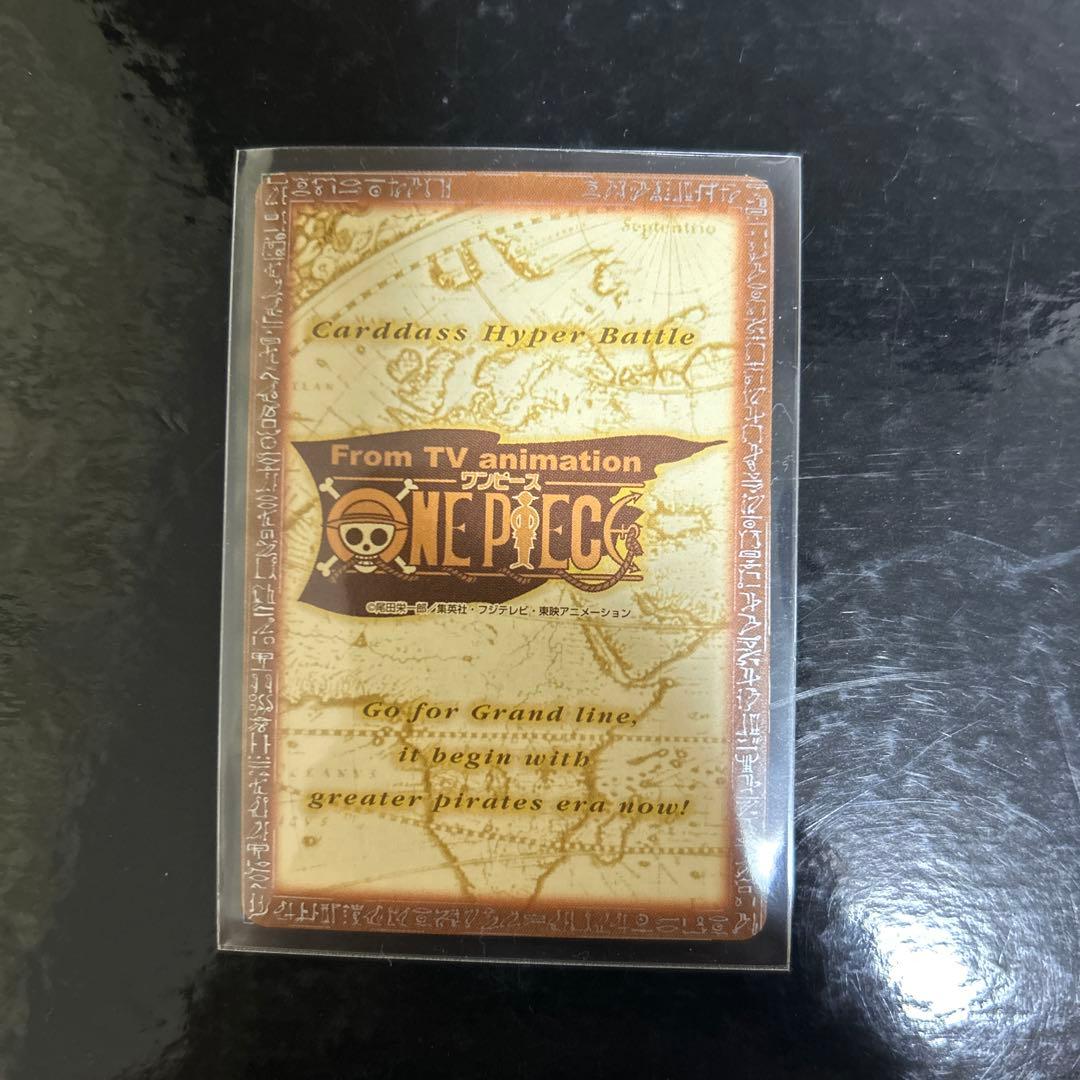 Septentrio
Carddass Hyper Battle
From TV animation
ワンピース
ONE PIECE
©尾田栄一郎/集英社・フジテレビ・東映アニメーション
Go for Grand line,
it begin with
greater pirates era now!